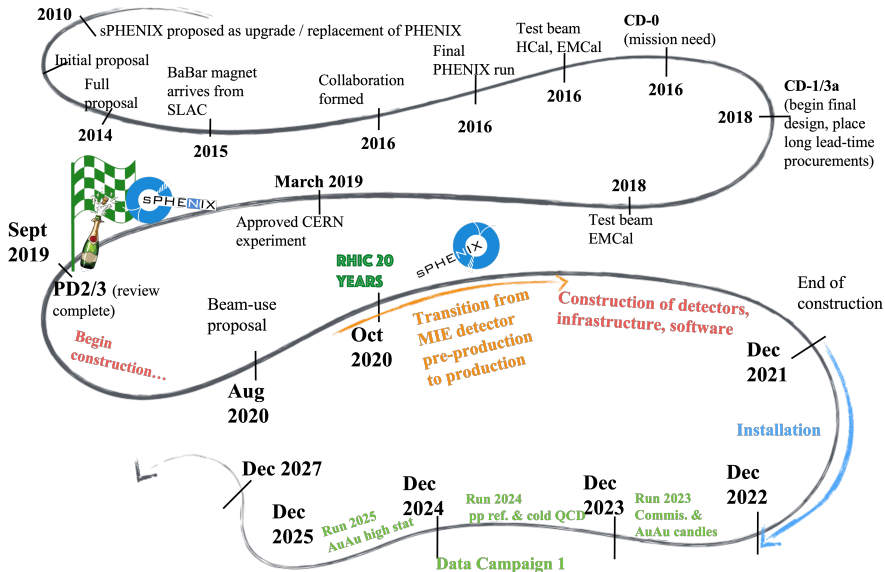 2010
sPHENIX proposed as upgrade / replacement of PHENIX
Initial proposal
Full
proposal
2014
BaBar magnet
arrives from
SLAC
2015
Collaboration
formed
2016
Final
PHENIX run
2016
Test beam
HCal, EMCal
2016
CD-0
(mission need)
2016
CD-1/3a
(begin final
design, place
long lead-time
procurements)
2018
2018
Test beam
EMCal
March 2019
Approved CERN
experiment
sPHENIX
Sept
2019
PD2/3 (review
complete)
Begin
construction…
Beam-use
proposal
Aug
2020
RHIC 20
YEARS
Oct
2020
sPHENIX
Transition from
MIE detector
pre-production
to production
Construction of detectors,
infrastructure, software
End of
construction
Dec
2021
Installation
Dec
2022
Run 2023
Commis. &
AuAu candles
Dec
2023
Run 2024
pp ref. & cold QCD
Dec
2024
Data Campaign 1
Run 2025
AuAu high stat
Dec
2025
Dec 2027